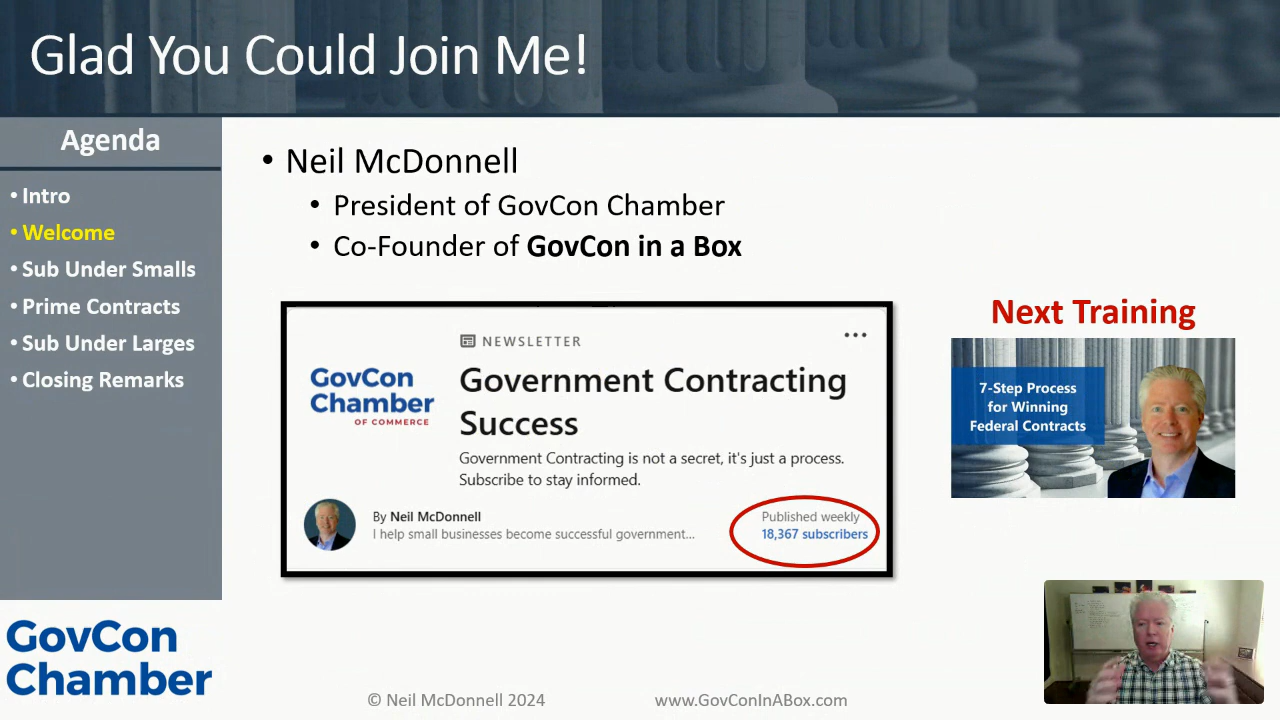 Glad You Could Join Me!
Agenda
• Intro
• Welcome
• Sub Under Smalls
• Prime Contracts
• Sub Under Larges
• Closing Remarks
• Neil McDonnell
• President of GovCon Chamber
• Co-Founder of GovCon in a Box
NEWSLETTER
GovCon
Chamber
OF COMMERCE
Government Contracting
Success
Government Contracting is not a secret, it's just a process.
Subscribe to stay informed.
By Neil McDonnell
I help small businesses become successful government...
Published weekly
18,367 subscribers
Next Training
7-Step Process
for Winning
Federal Contracts
GovCon
Chamber
© Neil McDonnell 2024
www.GovConInABox.com